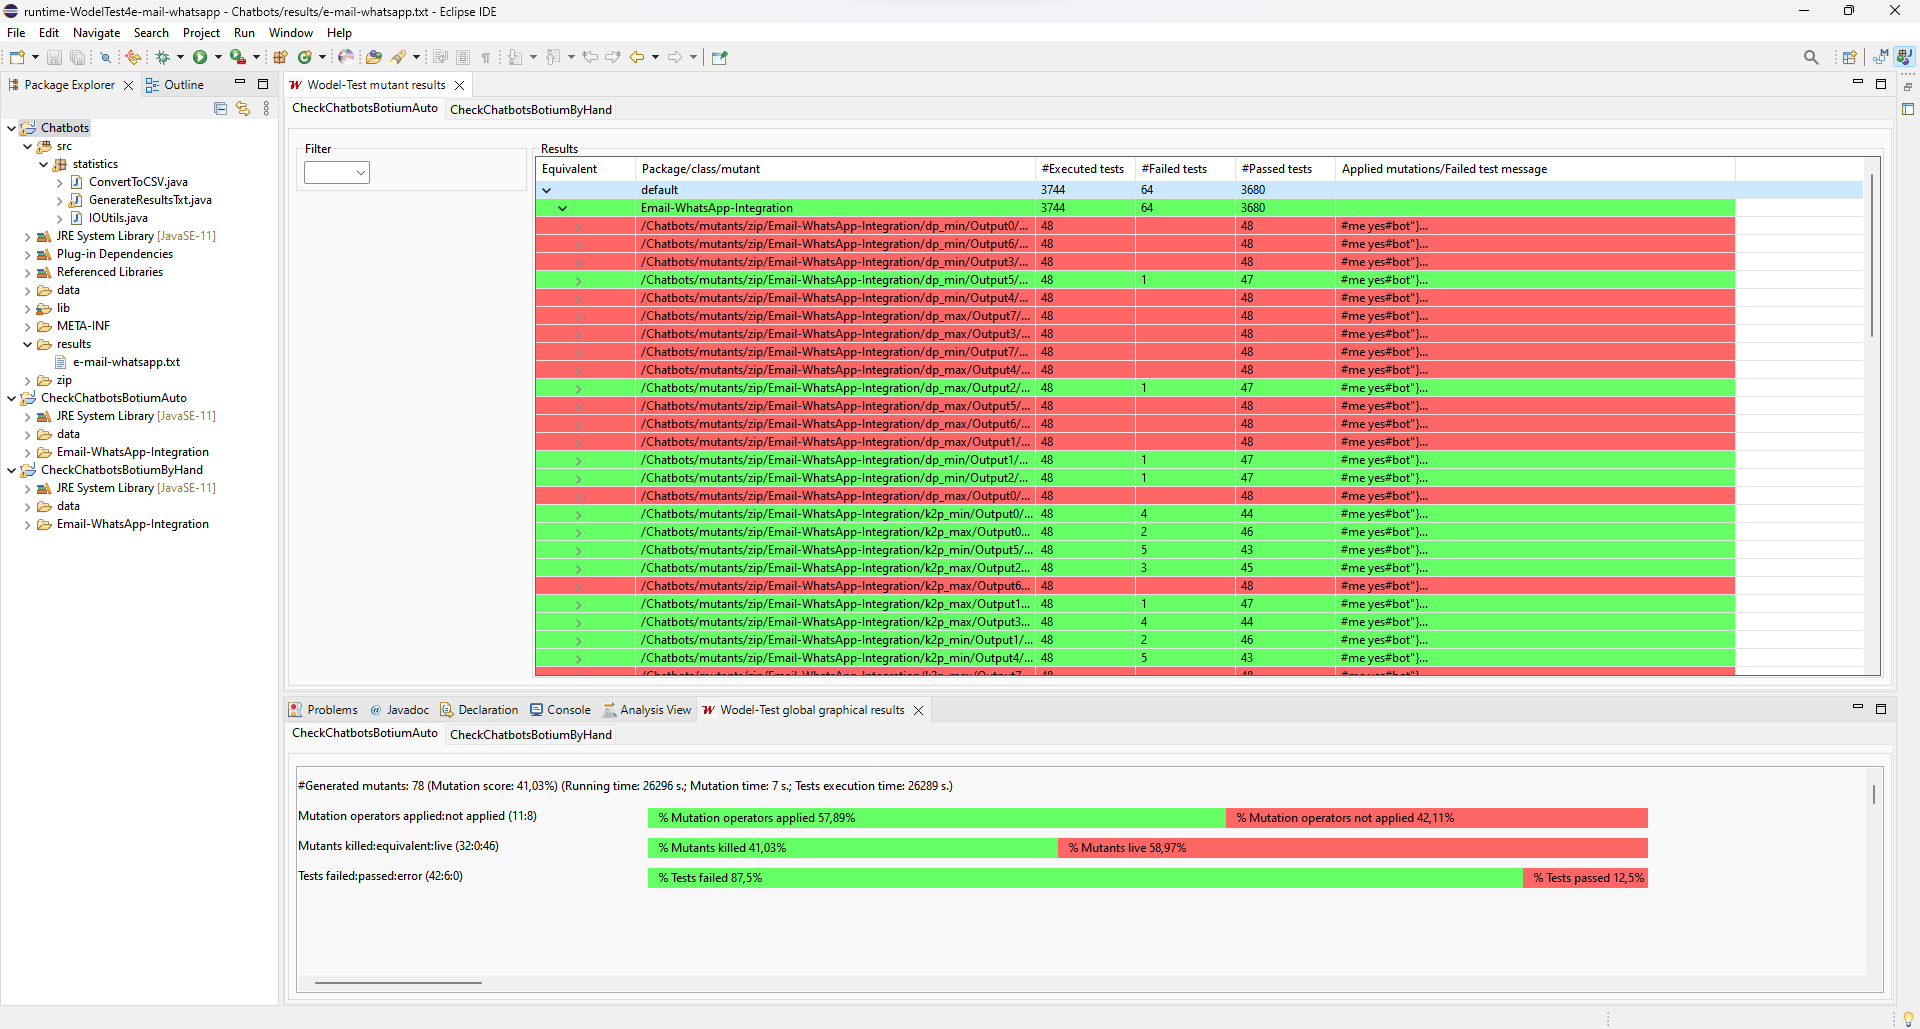 runtime-WodelTest4e-mail-whatsapp - Chatbots/results/e-mail-whatsapp.txt - Eclipse IDE
File Edit Navigate Search Project Run Window Help
Package Explorer
Outline
Chatbots
src
statistics
ConvertToCSV.java
GenerateResultsTxt.java
IOUtils.java
JRE System Library [JavaSE-11]
Plug-in Dependencies
Referenced Libraries
data
lib
META-INF
results
e-mail-whatsapp.txt
zip
CheckChatbotsBotiumAuto
JRE System Library [JavaSE-11]
data
Email-WhatsApp-Integration
CheckChatbotsBotiumByHand
JRE System Library [JavaSE-11]
data
Email-WhatsApp-Integration
Wodel-Test mutant results
CheckChatbotsBotiumAuto CheckChatbotsBotiumByHand
Filter
Results
Equivalent Package/class/mutant #Executed tests #Failed tests #Passed tests Applied mutations/Failed test message
default 3744 64 3680
Email-WhatsApp-Integration 3744 64 3680
/Chatbots/mutants/zip/Email-WhatsApp-Integration/dp_min/Output0/... 48 48 #me yes#bot"}...
/Chatbots/mutants/zip/Email-WhatsApp-Integration/dp_min/Output6/... 48 48 #me yes#bot"}...
/Chatbots/mutants/zip/Email-WhatsApp-Integration/dp_min/Output3/... 48 48 #me yes#bot"}...
/Chatbots/mutants/zip/Email-WhatsApp-Integration/dp_min/Output5/... 48 1 47 #me yes#bot"}...
/Chatbots/mutants/zip/Email-WhatsApp-Integration/dp_min/Output4/... 48 48 #me yes#bot"}...
/Chatbots/mutants/zip/Email-WhatsApp-Integration/dp_max/Output7/... 48 48 #me yes#bot"}...
/Chatbots/mutants/zip/Email-WhatsApp-Integration/dp_max/Output3/... 48 48 #me yes#bot"}...
/Chatbots/mutants/zip/Email-WhatsApp-Integration/dp_min/Output7/... 48 48 #me yes#bot"}...
/Chatbots/mutants/zip/Email-WhatsApp-Integration/dp_max/Output4/... 48 48 #me yes#bot"}...
/Chatbots/mutants/zip/Email-WhatsApp-Integration/dp_max/Output2/... 48 1 47 #me yes#bot"}...
/Chatbots/mutants/zip/Email-WhatsApp-Integration/dp_max/Output5/... 48 48 #me yes#bot"}...
/Chatbots/mutants/zip/Email-WhatsApp-Integration/dp_max/Output6/... 48 48 #me yes#bot"}...
/Chatbots/mutants/zip/Email-WhatsApp-Integration/dp_max/Output1/... 48 48 #me yes#bot"}...
/Chatbots/mutants/zip/Email-WhatsApp-Integration/dp_min/Output1/... 48 1 47 #me yes#bot"}...
/Chatbots/mutants/zip/Email-WhatsApp-Integration/dp_min/Output2/... 48 1 47 #me yes#bot"}...
/Chatbots/mutants/zip/Email-WhatsApp-Integration/dp_max/Output0/... 48 48 #me yes#bot"}...
/Chatbots/mutants/zip/Email-WhatsApp-Integration/k2p_min/Output0/... 48 4 44 #me yes#bot"}...
/Chatbots/mutants/zip/Email-WhatsApp-Integration/k2p_max/Output0... 48 2 46 #me yes#bot"}...
/Chatbots/mutants/zip/Email-WhatsApp-Integration/k2p_min/Output5/... 48 5 43 #me yes#bot"}...
/Chatbots/mutants/zip/Email-WhatsApp-Integration/k2p_max/Output2... 48 3 45 #me yes#bot"}...
/Chatbots/mutants/zip/Email-WhatsApp-Integration/k2p_max/Output6... 48 48 #me yes#bot"}...
/Chatbots/mutants/zip/Email-WhatsApp-Integration/k2p_max/Output1... 48 1 47 #me yes#bot"}...
/Chatbots/mutants/zip/Email-WhatsApp-Integration/k2p_max/Output3... 48 4 44 #me yes#bot"}...
/Chatbots/mutants/zip/Email-WhatsApp-Integration/k2p_min/Output1/... 48 2 46 #me yes#bot"}...
/Chatbots/mutants/zip/Email-WhatsApp-Integration/k2p_min/Output4/... 48 5 43 #me yes#bot"}...
Problems Javadoc Declaration Console Analysis View Wodel-Test global graphical results
CheckChatbotsBotiumAuto CheckChatbotsBotiumByHand
#Generated mutants: 78 (Mutation score: 41,03%) (Running time: 26296 s.; Mutation time: 7 s.; Tests execution time: 26289 s.)
Mutation operators applied:not applied (11:8) % Mutation operators applied 57,89% % Mutation operators not applied 42,11%
Mutants killed:equivalent:live (32:0:46) % Mutants killed 41,03% % Mutants live 58,97%
Tests failed:passed:error (42:6:0) % Tests failed 87,5% % Tests passed 12,5%